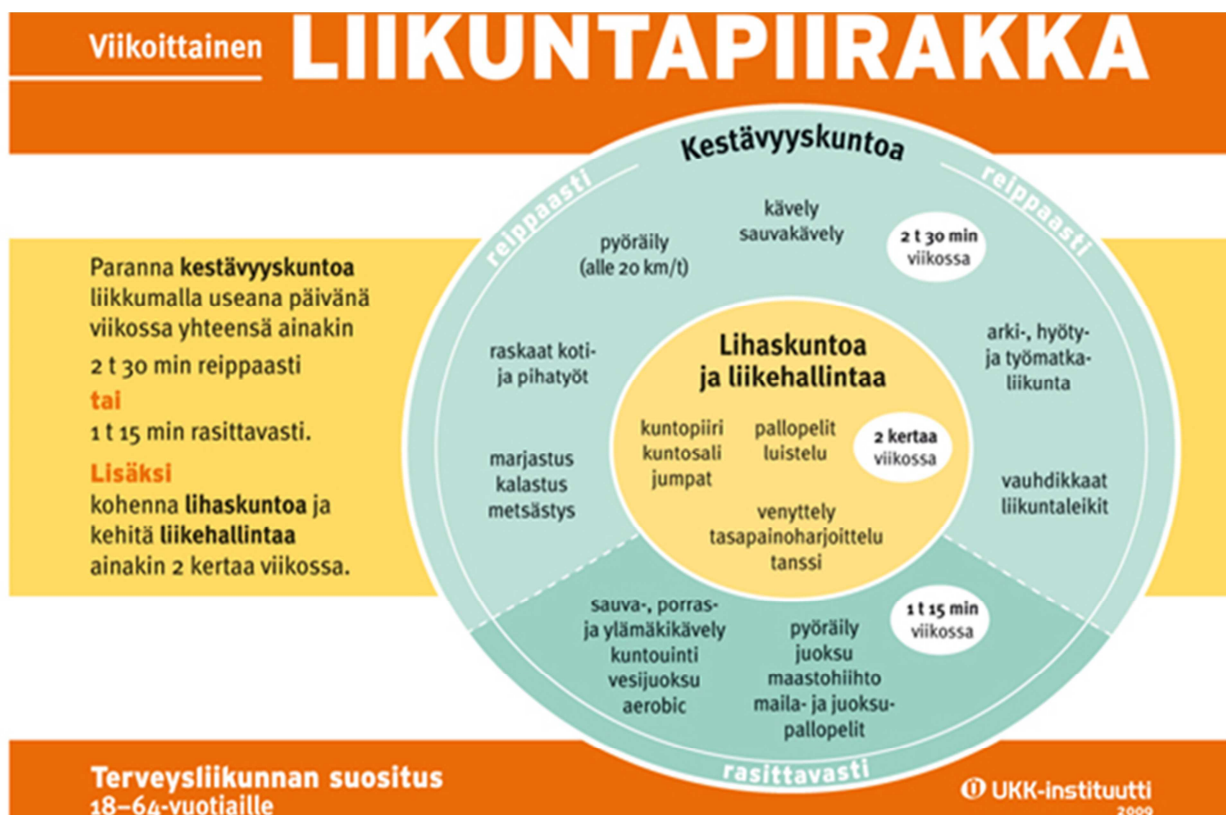 Viikoittainen LIIKUNTAPIIRAKKA
Paranna kestävyyskuntoa
liikkumalla useana päivänä
viikossa yhteensä ainakin
2 t 30 min reippaasti
tai
1 t 15 min rasittavasti.
Lisäksi
kohenna lihaskuntoa ja
kehitä liikehallintaa
ainakin 2 kertaa viikossa.
Kestävyyskuntoa
reippaasti
reippaasti
kävely
sauvakävely
2 t 30 min
viikossa
pyöräily
(alle 20 km/t)
raskaat koti-
ja pihatyöt
marjastus
kalastus
metsästys
arki-, hyöty-
ja työmatka-
liikunta
vauhdikkaat
liikuntaleikit
Lihaskuntoa
ja liikehallintaa
kuntopiiri
kuntosali
jumpat
pallopelit
luistelu
2 kertaa
viikossa
venyttely
tasapainoharjoittelu
tanssi
sauva-, porras-
ja ylämäkikävely
kuntouinti
vesijuoksu
aerobic
pyöräily
juoksu
maastohiihto
maila- ja juoksu-
pallopelit
1 t 15 min
viikossa
rasittavasti
Terveysliikunnan suositus
18–64-vuotiaille
UKK-instituutti
2009